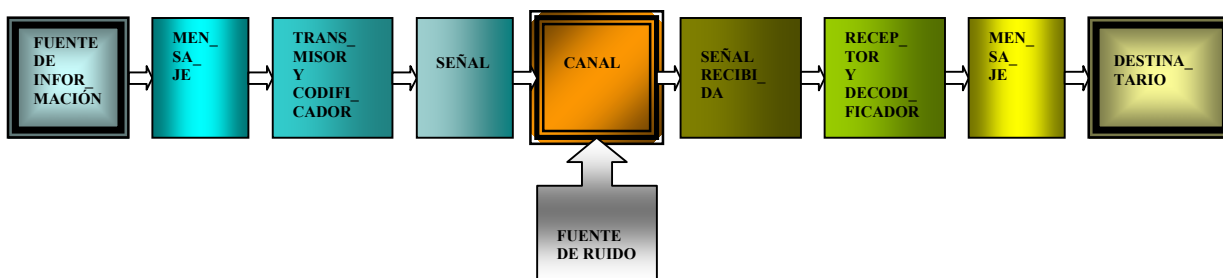 FUENTE
DE
INFOR_
MACIÓN
MEN_
SA_
JE
TRANS_
MISOR
Y
CODIFI_
CADOR
SEÑAL
CANAL
SEÑAL
RECIBI_
DA
RECEP_
TOR
Y
DECODI_
FICADOR
MEN_
SA_
JE
DESTINA_
TARIO
FUENTE
DE RUIDO